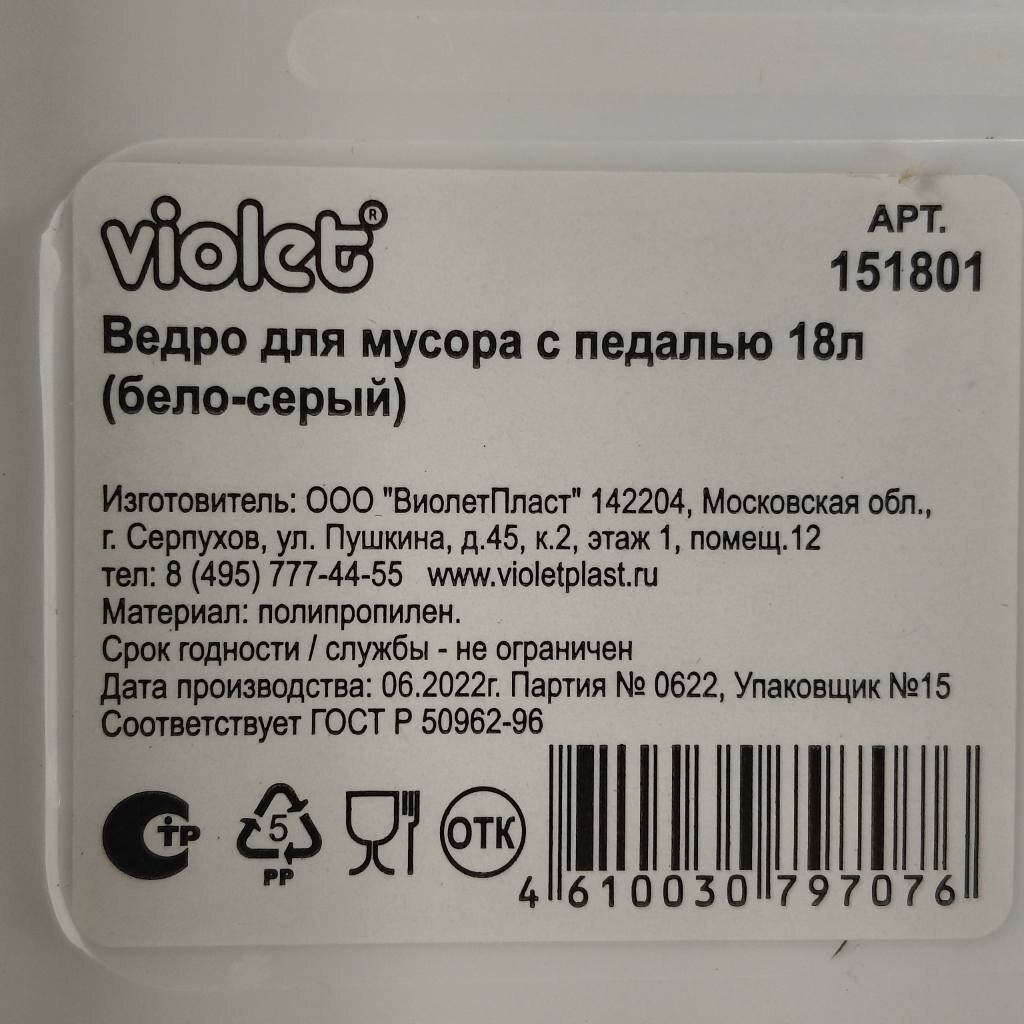 violet®
АРТ.
151801
Ведро для мусора с педалью 18л
(бело-серый)
Изготовитель: ООО "ВиолетПласт" 142204, Московская обл.,
г. Серпухов, ул. Пушкина, д.45, к.2, этаж 1, помещ.12
тел: 8 (495) 777-44-55 www.violetplast.ru
Материал: полипропилен.
Срок годности / службы - не ограничен
Дата производства: 06.2022г. Партия № 0622, Упаковщик №15
Соответствует ГОСТ Р 50962-96
СТР
5
PP
ОТК
4 610030 797076